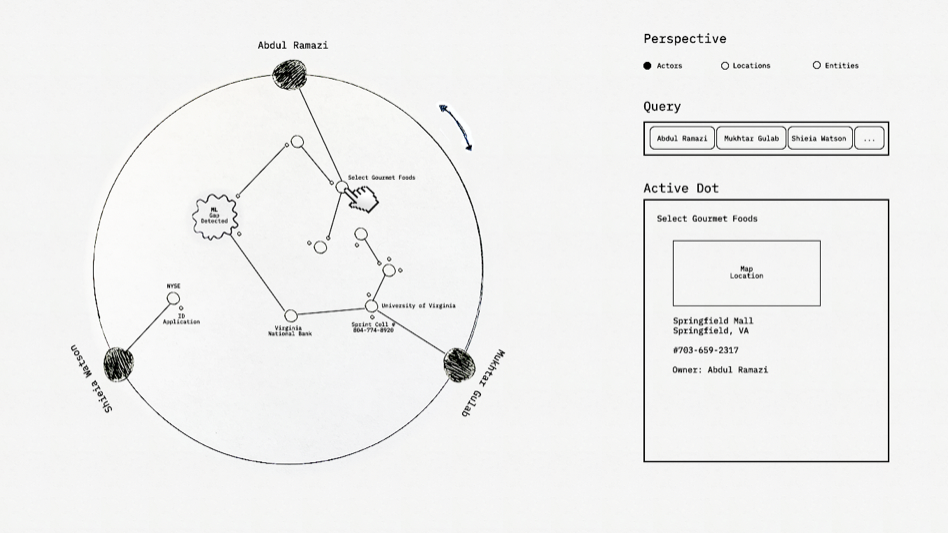 Abdul Ramazi
Select Gourmet Foods
ML
Gap
Detected
NYSE
ID
Application
Virginia
National Bank
University of Virginia
Sprint Cell #
804-774-8920
Shieia Watson
Mukhtar Gulab
Perspective
Actors Locations Entities
Query
Abdul Ramazi Mukhtar Gulab Shieia Watson ...
Active Dot
Select Gourmet Foods
Map
Location
Springfield Mall
Springfield, VA
#703-659-2317
Owner: Abdul Ramazi